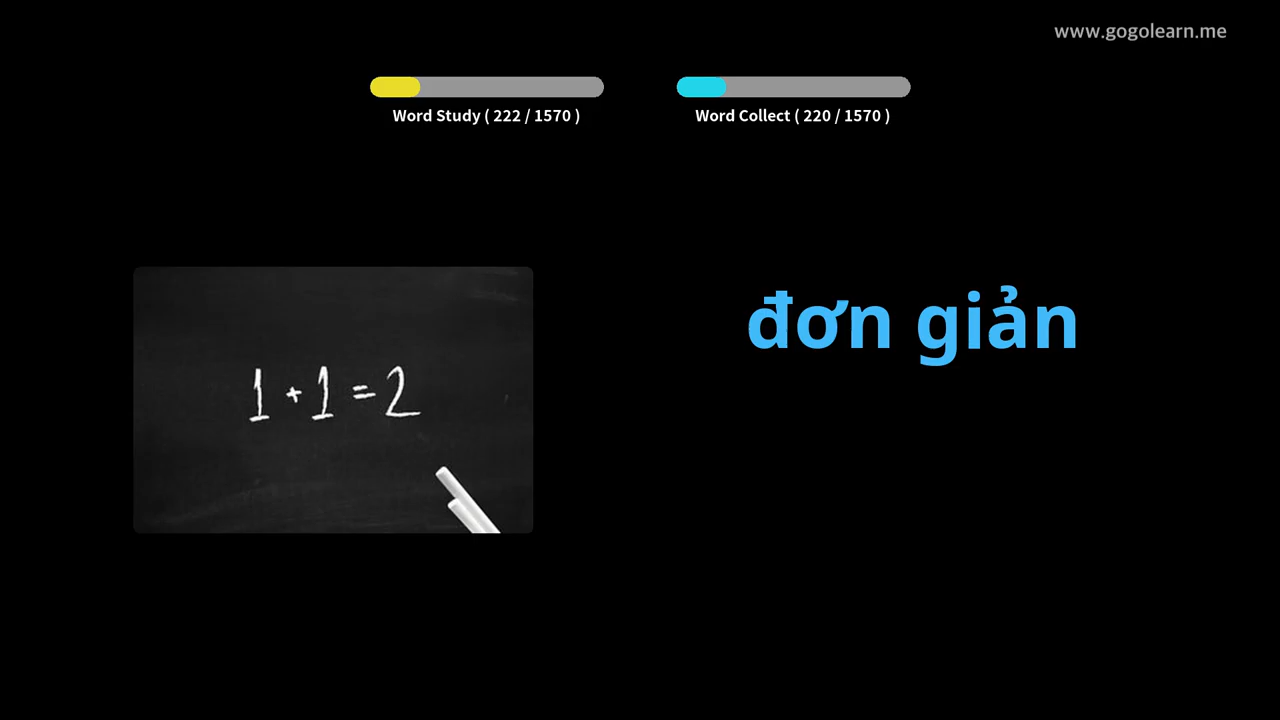 www.gogolearn.me
Word Study ( 222 / 1570 )
Word Collect ( 220 / 1570 )
1 + 1 = 2
đơn giản